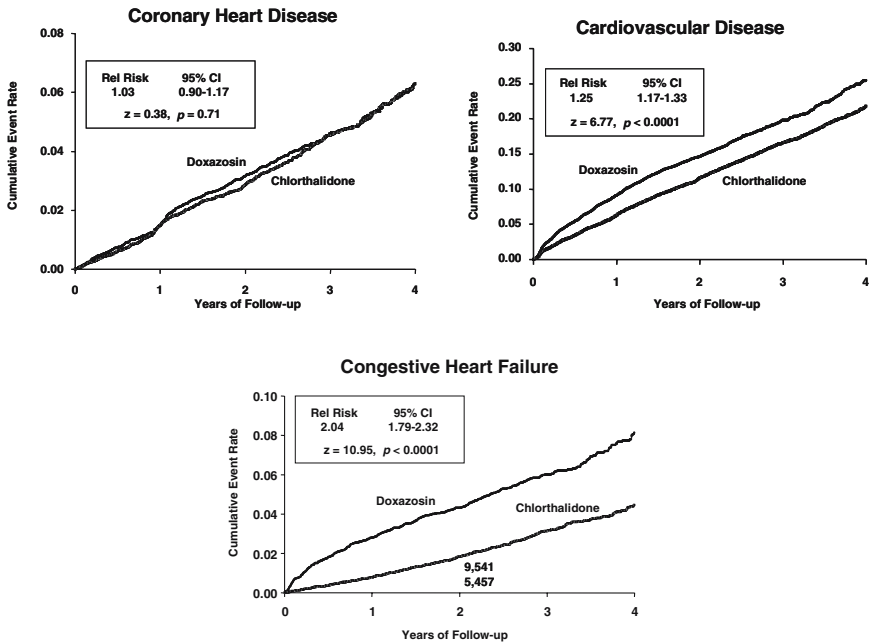 Coronary Heart Disease
Cumulative Event Rate
0.08
0.06
0.04
0.02
0.00
Rel Risk 95% CI
1.03 0.90-1.17
z = 0.38, p = 0.71
Doxazosin
Chlorthalidone
0 1 2 3 4
Years of Follow-up
Cardiovascular Disease
Cumulative Event Rate
0.30
0.25
0.20
0.15
0.10
0.05
0.00
Rel Risk 95% CI
1.25 1.17-1.33
z = 6.77, p < 0.0001
Doxazosin
Chlorthalidone
0 1 2 3 4
Years of Follow-up
Congestive Heart Failure
Cumulative Event Rate
0.10
0.08
0.06
0.04
0.02
0.00
Rel Risk 95% CI
2.04 1.79-2.32
z = 10.95, p < 0.0001
Doxazosin
Chlorthalidone
9,541
5,457
0 1 2 3 4
Years of Follow-up